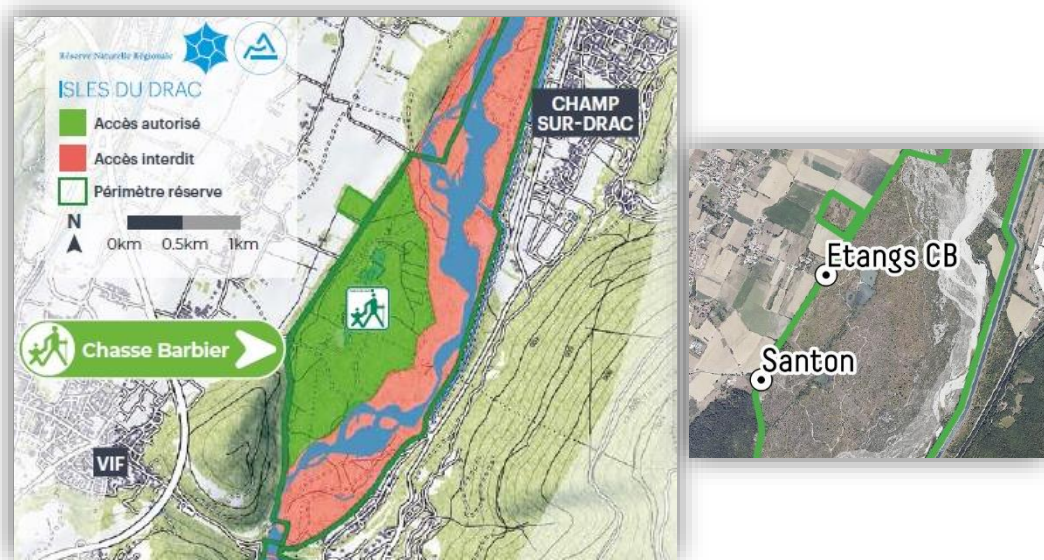 Réserve Naturelle Régionale
ISLES DU DRAC
Accès autorisé
Accès interdit
Périmètre réserve
N
0km 0.5km 1km
CHAMP
SUR-DRAC
Chasse Barbier
VIF
Etangs CB
Santon